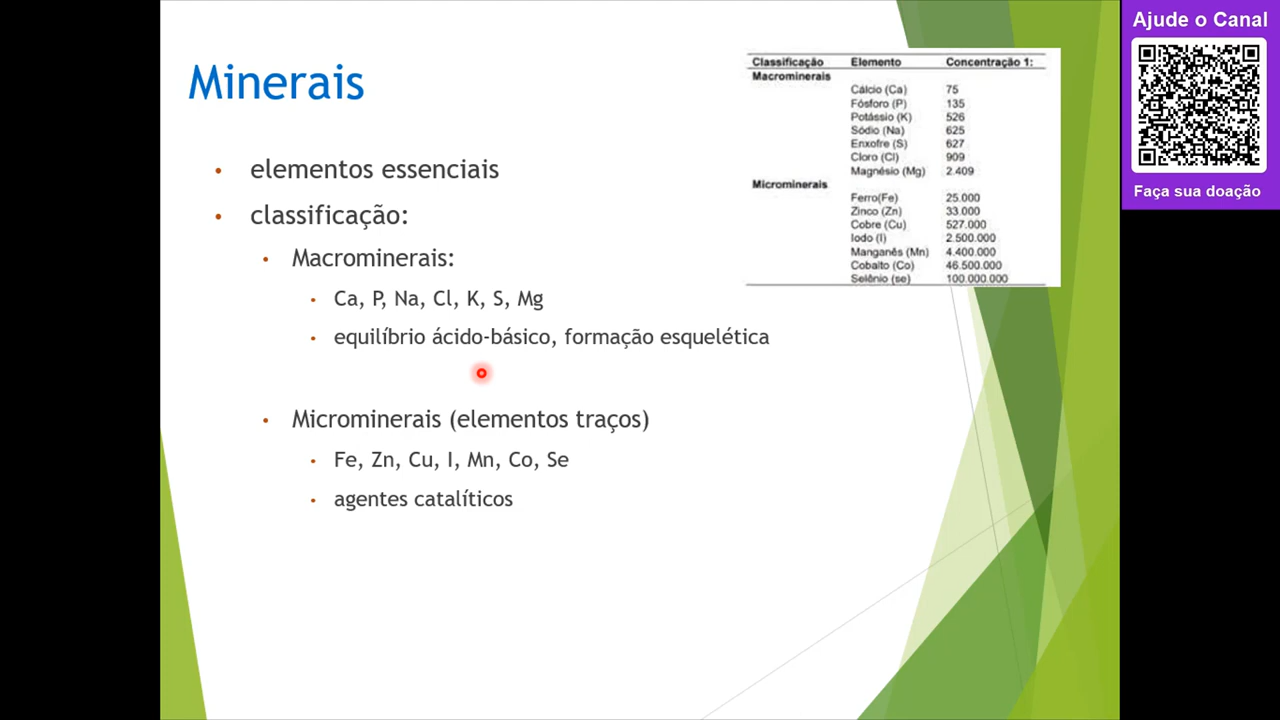 Minerais
• elementos essenciais
• classificação:
• Macrominerais:
• Ca, P, Na, Cl, K, S, Mg
• equilíbrio ácido-básico, formação esquelética
• Microminerais (elementos traços)
• Fe, Zn, Cu, I, Mn, Co, Se
• agentes catalíticos
Classificação Elemento Concentração 1:
Macrominerais
Cálcio (Ca) 75
Fósforo (P) 135
Potássio (K) 526
Sódio (Na) 625
Enxofre (S) 627
Cloro (Cl) 909
Magnésio (Mg) 2.409
Microminerais
Ferro(Fe) 25.000
Zinco (Zn) 33.000
Cobre (Cu) 527.000
Iodo (I) 2.500.000
Manganês (Mn) 4.400.000
Cobalto (Co) 46.500.000
Selênio (se) 100.000.000
Ajude o Canal
Faça sua doação